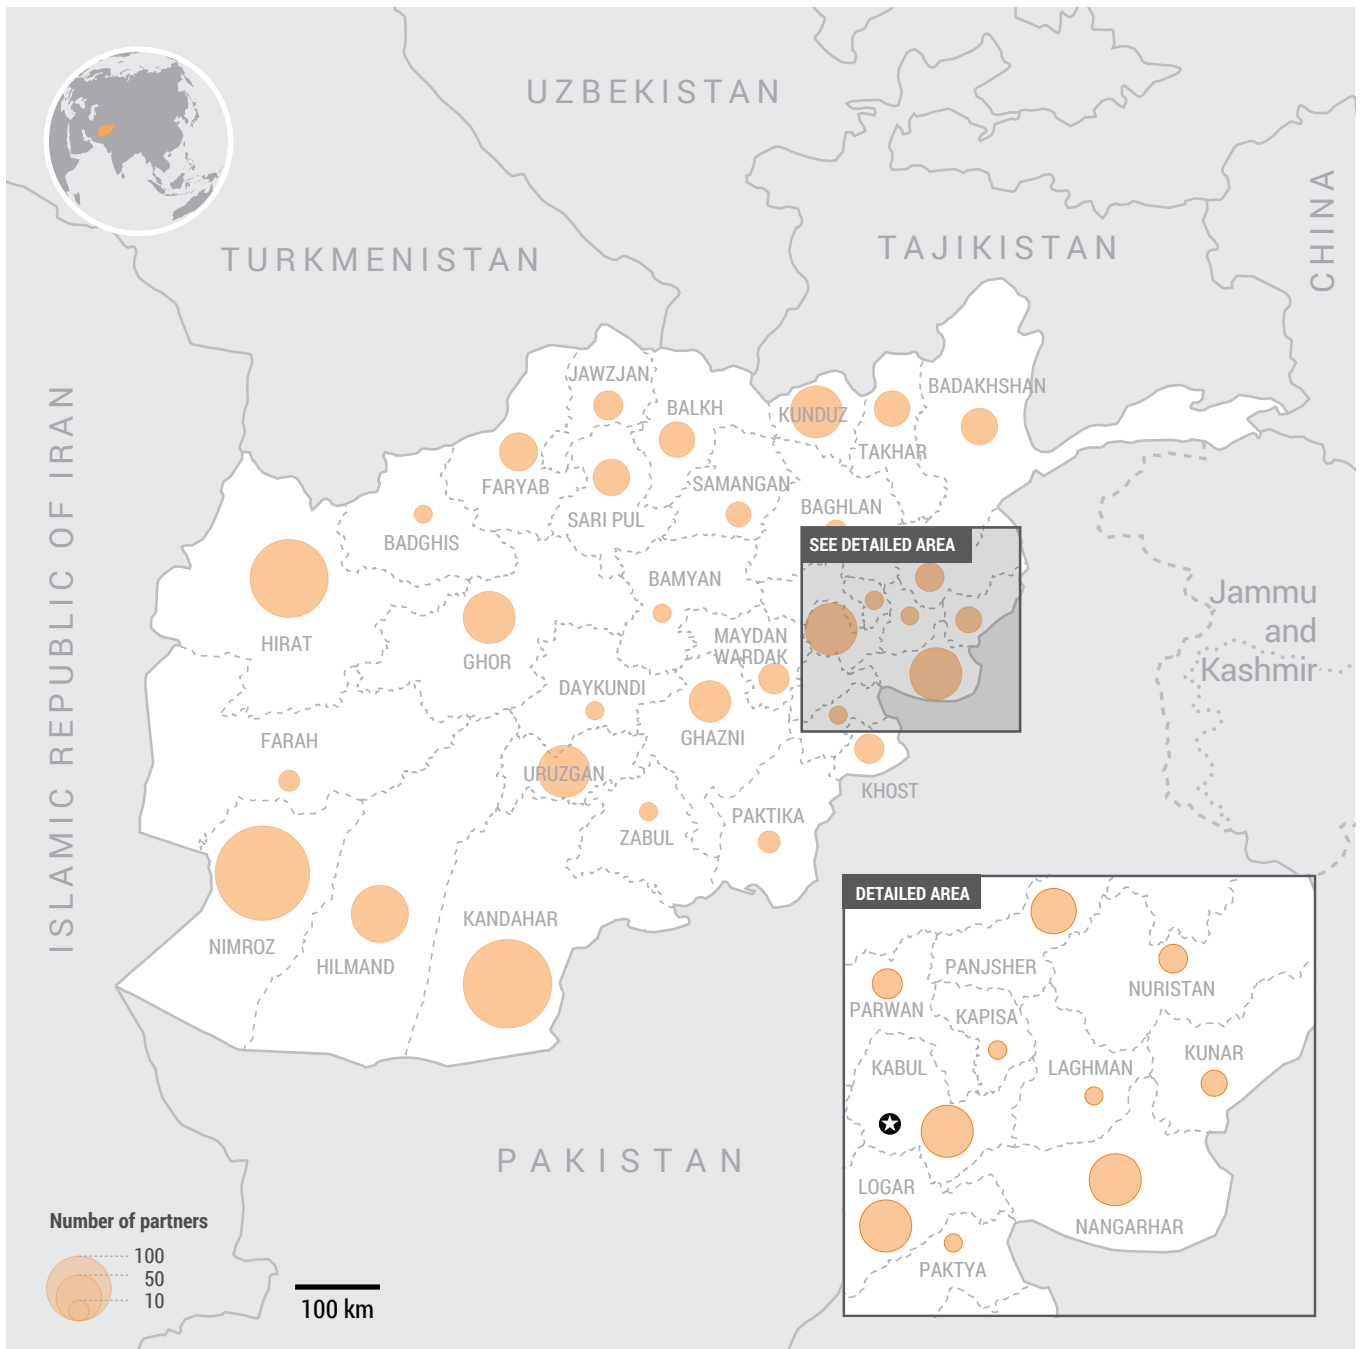 UZBEKISTAN
TURKMENISTAN
TAJIKISTAN
CHINA
ISLAMIC REPUBLIC OF IRAN
JAWZJAN
BALKH
KUNDUZ
BADAKHSHAN
TAKHAR
FARYAB
SARI PUL
SAMANGAN
BAGHLAN
BADGHIS
SEE DETAILED AREA
BAMYAN
HIRAT
GHOR
MAYDAN
WARDAK
Jammu
and
Kashmir
DAYKUNDI
FARAH
GHAZNI
URUZGAN
KHOST
ZABUL
PAKTIKA
NIMROZ
HILMAND
KANDAHAR
DETAILED AREA
PANJSHER
NURISTAN
PARWAN
KAPISA
KABUL
LAGHMAN
KUNAR
LOGAR
NANGARHAR
PAKTYA
PAKISTAN
Number of partners
100
50
10
100 km